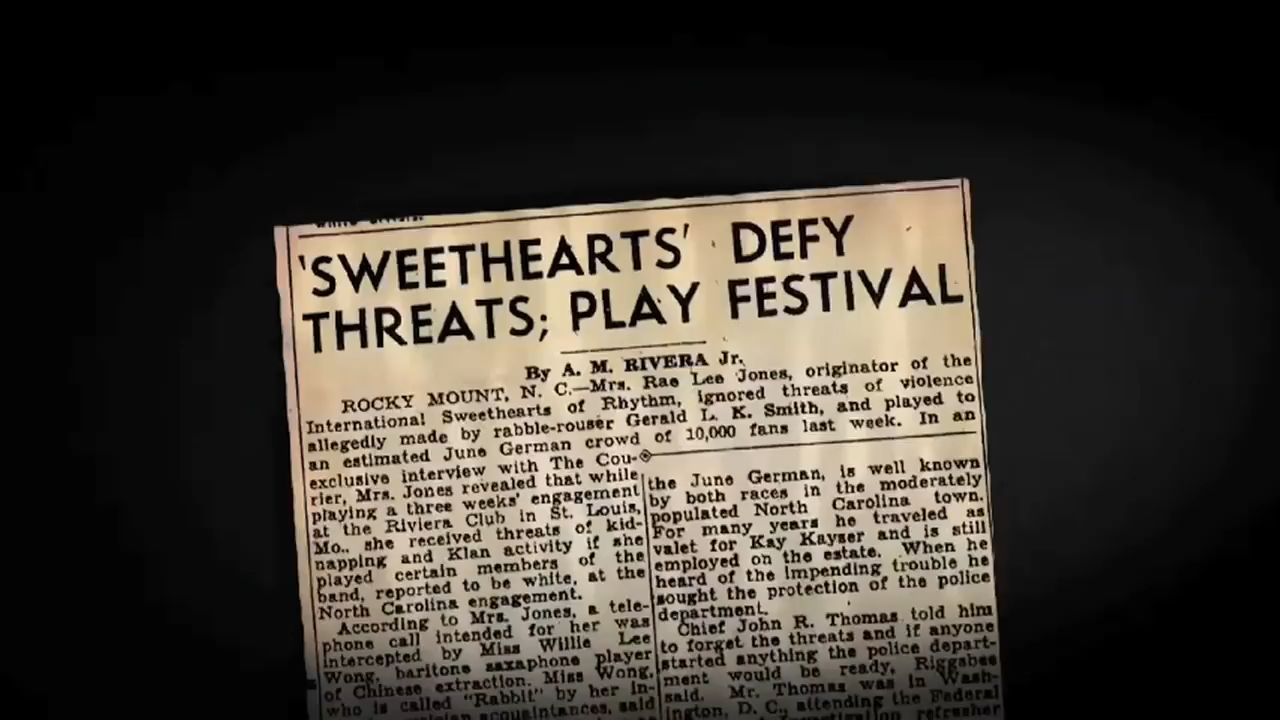 'SWEETHEARTS' DEFY
THREATS; PLAY FESTIVAL
By A. M. RIVERA Jr.
ROCKY MOUNT, N. C.—Mrs. Rae Lee Jones, originator of the
International Sweethearts of Rhythm, ignored threats of violence
allegedly made by rabble-rouser Gerald L. K. Smith, and played to
an estimated June German crowd of 10,000 fans last week. In an
exclusive interview with The Cou-
rier, Mrs. Jones revealed that while
playing a three weeks' engagement
at the Riviera Club in St. Louis,
Mo., she received threats of kid-
napping and Klan activity if she
played certain members of the
band, reported to be white, at the
North Carolina engagement.
According to Mrs. Jones, a tele-
phone call intended for her was
intercepted by Miss Willie Lee
Wong, baritone saxaphone player
of Chinese extraction. Miss Wong,
who is called "Rabbit" by her in-
acquaintances, said
the June German, is well known
by both races in the moderately
populated North Carolina town.
For many years he traveled as
valet for Kay Kayser and is still
employed on the estate. When he
heard of the impending trouble he
sought the protection of the police
department.
Chief John R. Thomas told him
to forget the threats and if anyone
started anything the police depart-
ment would be ready, Riggsbee
said. Mr. Thomas was in Wash-
ington, D. C., attending the Federal
refresher